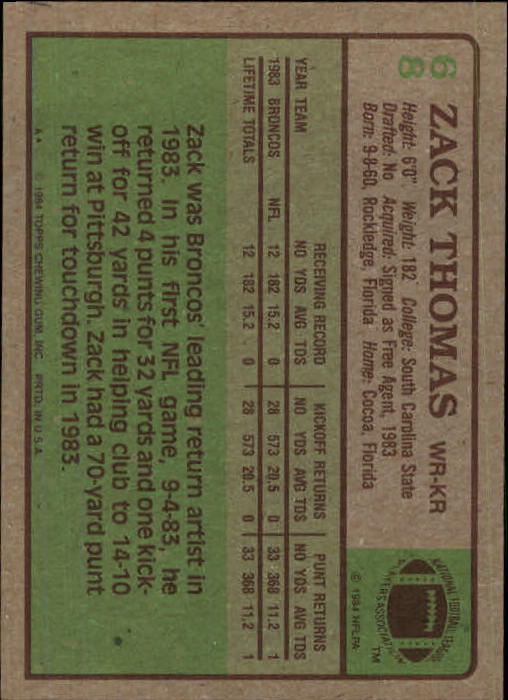 68
ZACK THOMAS WR-KR
Height: 6'0" Weight: 182 College: South Carolina State
Drafted: No Acquired: Signed as Free Agent, 1983
Born: 9-8-60, Rockledge, Florida Home: Cocoa, Florida
NATIONAL FOOTBALL LEAGUE
PLAYERS ASSOCIATION
TM
© 1984 NFLPA
RECEIVING RECORD KICKOFF RETURNS PUNT RETURNS
YEAR TEAM NO YDS AVG TDS NO YDS AVG TDS NO YDS AVG TDS
1983 BRONCOS NFL 12 182 15.2 0 28 573 20.5 0 33 368 11.2 1
LIFETIME TOTALS 12 182 15.2 0 28 573 20.5 0 33 368 11.2 1
Zack was Broncos' leading return artist in
1983. In his first NFL game, 9-4-83, he
returned 4 punts for 32 yards and one kick-
off for 42 yards in helping club to 14-10
win at Pittsburgh. Zack had a 70-yard punt
return for touchdown in 1983.
A* © 1984 TOPPS CHEWING GUM, INC. PRTD. IN U.S.A.